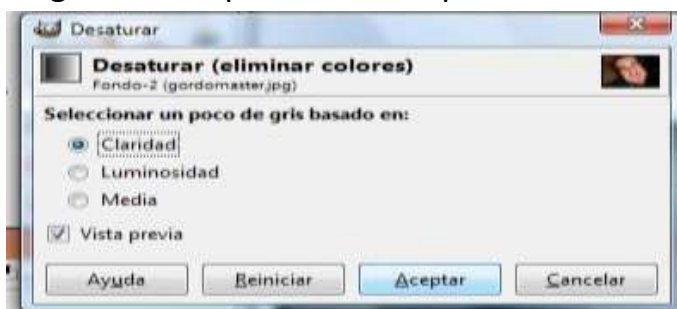 Desaturar
Desaturar (eliminar colores)
Fondo-2 (gordomaster.jpg)
Seleccionar un poco de gris basado en:
Claridad
Luminosidad
Media
Vista previa
Ayuda Reiniciar Aceptar Cancelar